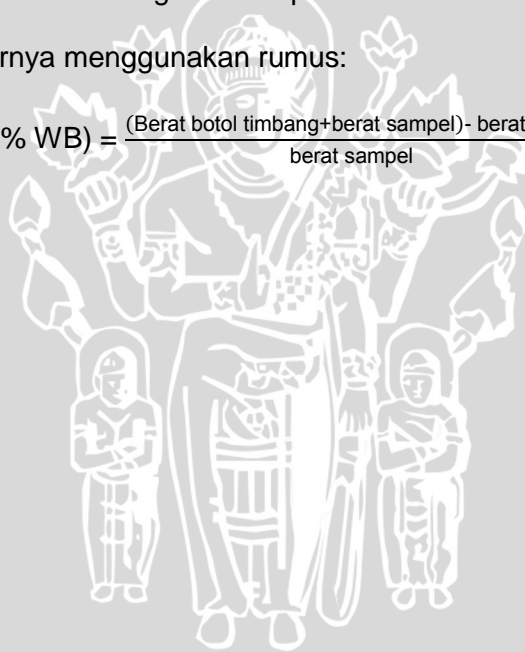 rnya menggunakan rumus:
% WB) = (Berat botol timbang+berat sampel)- berat
berat sampel